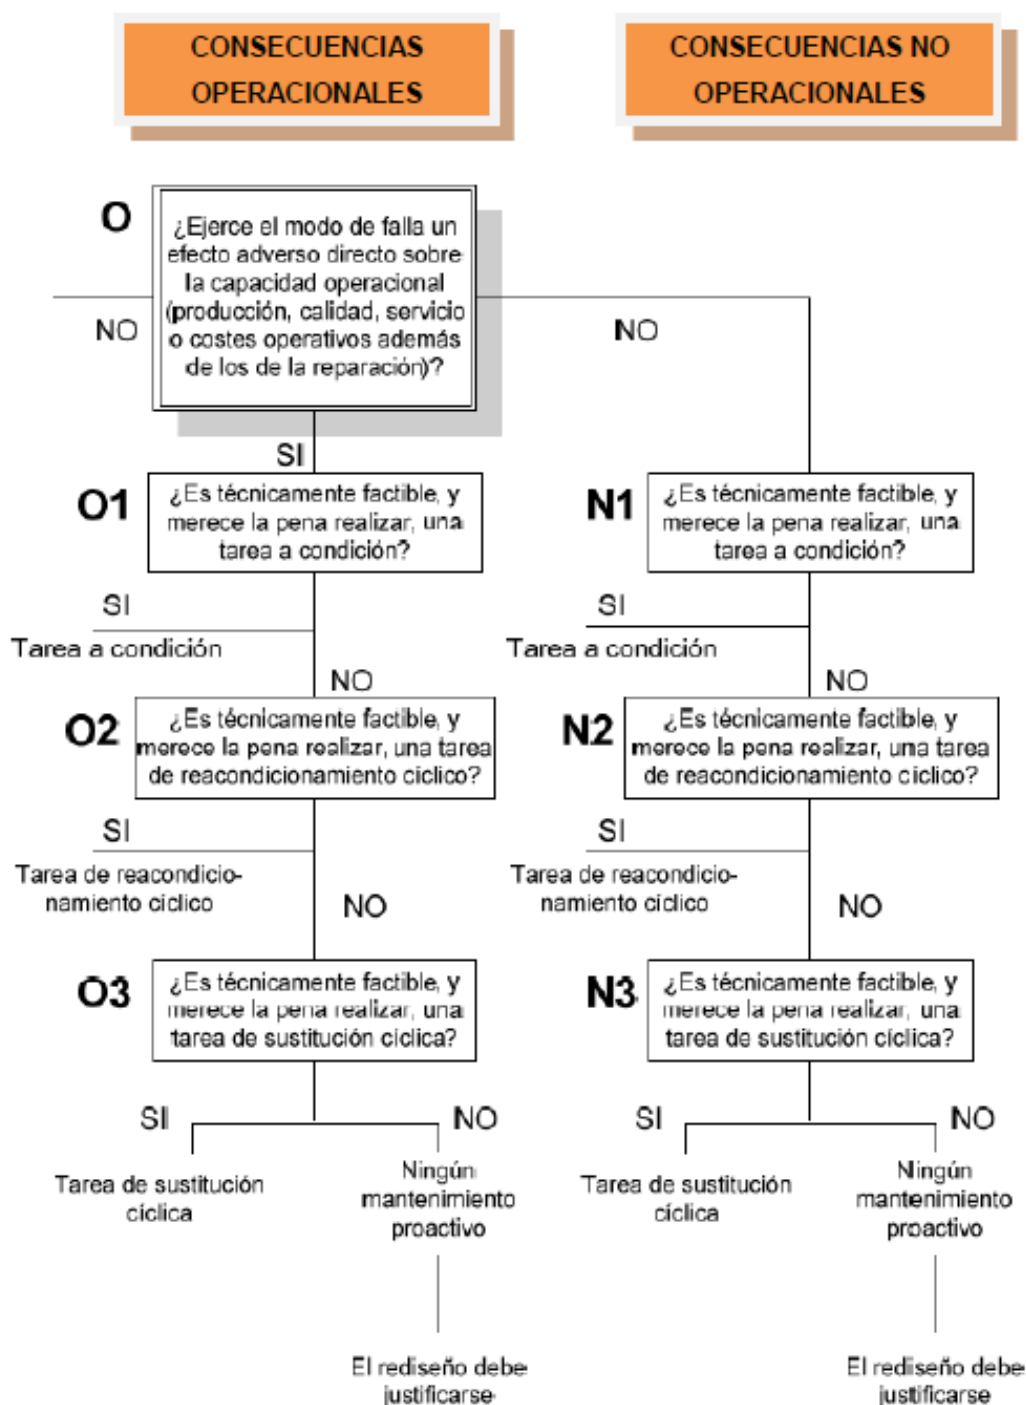 CONSECUENCIAS
OPERACIONALES
CONSECUENCIAS NO
OPERACIONALES
O
¿Ejerce el modo de falla un
efecto adverso directo sobre
la capacidad operacional
(producción, calidad, servicio
o costes operativos además
de los de la reparación)?
NO
NO
SI
O1
¿Es técnicamente factible, y
merece la pena realizar, una
tarea a condición?
N1
¿Es técnicamente factible, y
merece la pena realizar, una
tarea a condición?
SI
Tarea a condición
NO
SI
Tarea a condición
NO
O2
¿Es técnicamente factible, y
merece la pena realizar, una tarea
de reacondicionamiento cíclico?
N2
¿Es técnicamente factible, y
merece la pena realizar, una tarea
de reacondicionamiento cíclico?
SI
Tarea de reacondicio-
namiento cíclico
NO
SI
Tarea de reacondicio-
namiento cíclico
NO
O3
¿Es técnicamente factible, y
merece la pena realizar, una
tarea de sustitución cíclica?
N3
¿Es técnicamente factible, y
merece la pena realizar, una
tarea de sustitución cíclica?
SI
NO
Tarea de sustitución
cíclica
Ningún
mantenimiento
proactivo
SI
NO
Tarea de sustitución
cíclica
Ningún
mantenimiento
proactivo
El rediseño debe
justificarse
El rediseño debe
justificarse